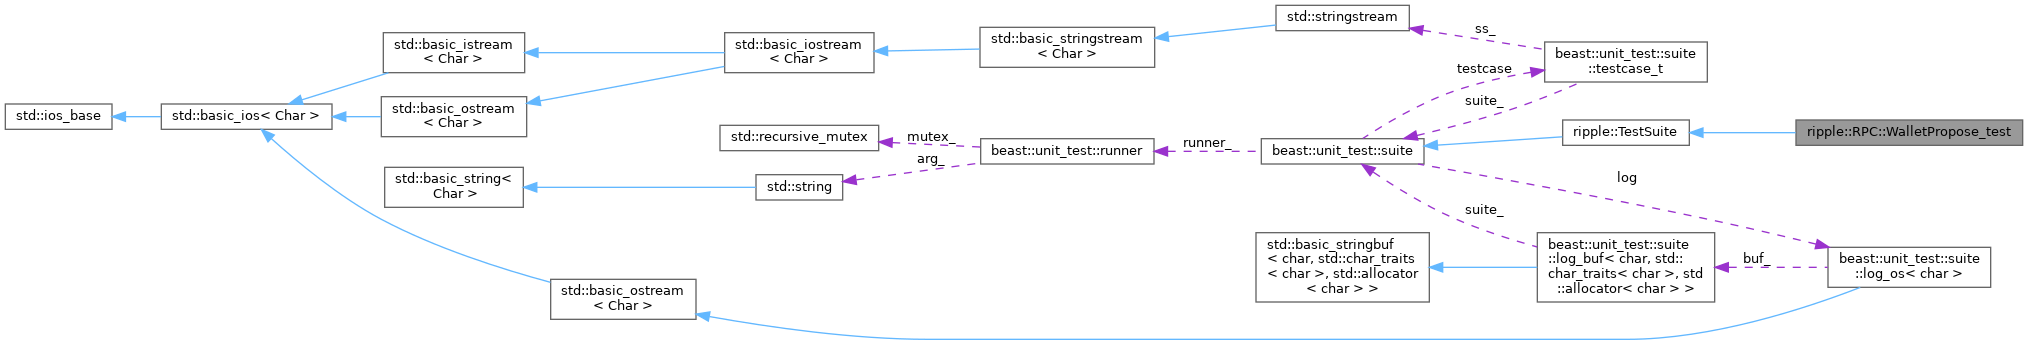 std::ios_base
std::basic_ios< Char >
std::basic_istream
< Char >
std::basic_ostream
< Char >
std::basic_string<
Char >
std::basic_ostream
< Char >
std::basic_iostream
< Char >
std::recursive_mutex
std::string
std::basic_stringstream
< Char >
mutex_
arg_
beast::unit_test::runner
runner_
std::stringstream
beast::unit_test::suite
std::basic_stringbuf
< char, std::char_traits
< char >, std::allocator
< char > >
ss_
testcase
suite_
suite_
log
beast::unit_test::suite
::testcase_t
ripple::TestSuite
beast::unit_test::suite
::log_buf< char, std::
char_traits< char >, std
::allocator< char > >
buf_
ripple::RPC::WalletPropose_test
beast::unit_test::suite
::log_os< char >